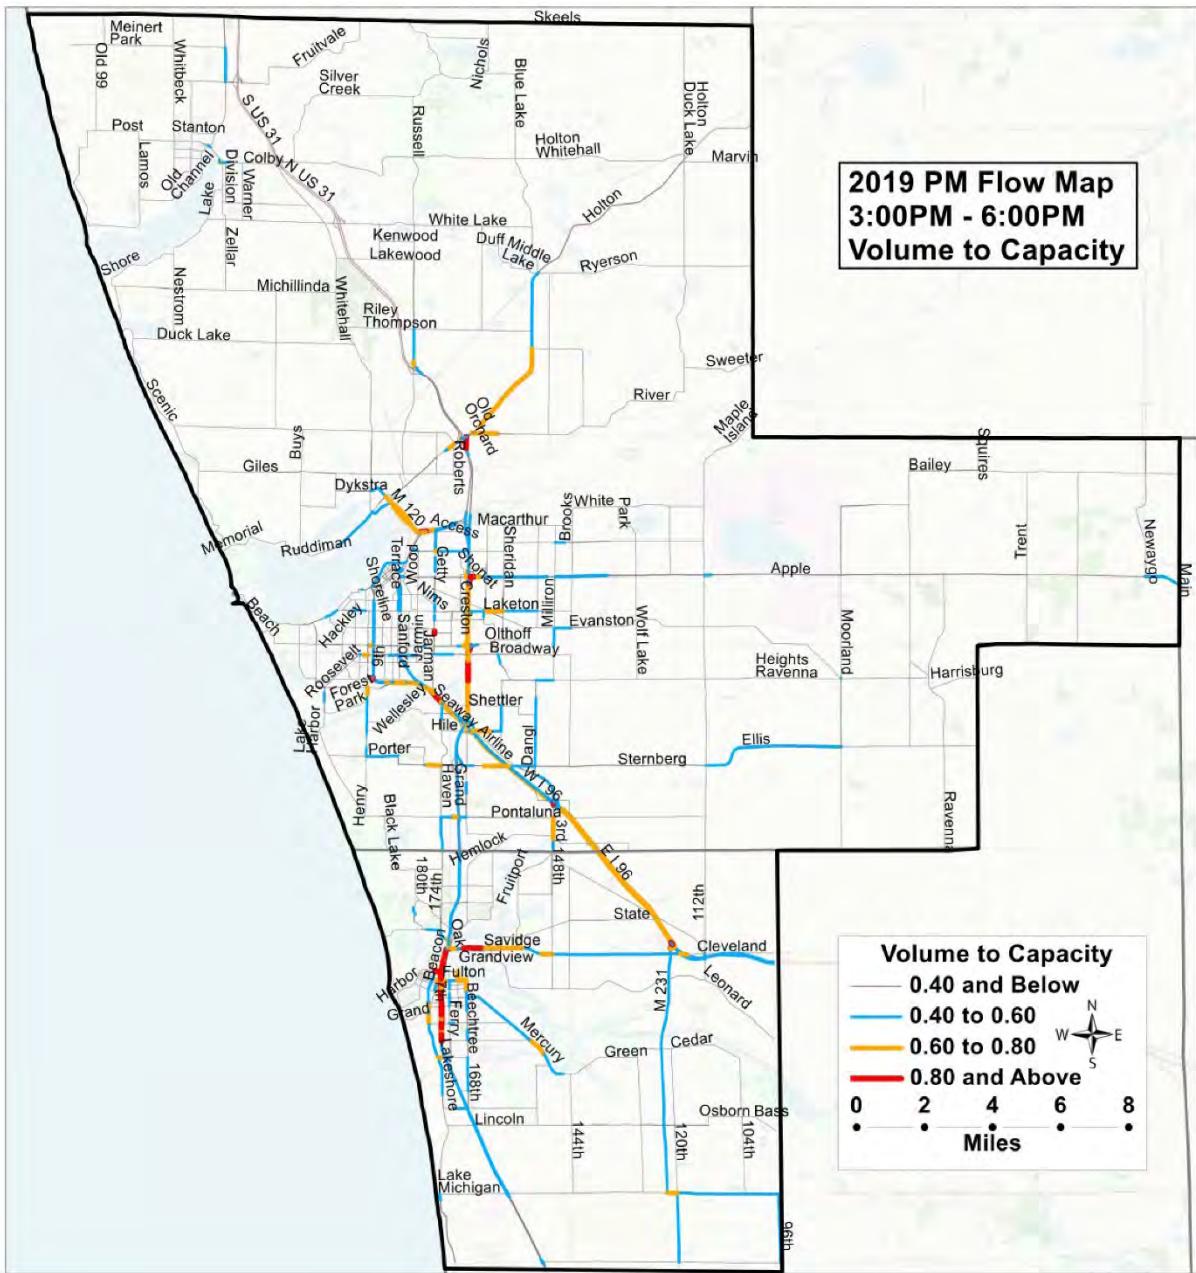 Skeels
Meinert
Park
Old 99
Whitbeck
Fruitvale
Silver
Creek
Nichols
Blue Lake
Holton
Duck Lake
S US 31
Russell
Post
Stanton
Lamos
Old
Channel
Lake
Division
Colby
N US 31
Warner
Zellar
Holton
Whitehall
Marvin
2019 PM Flow Map
3:00PM - 6:00PM
Volume to Capacity
White Lake
Kenwood
Lakewood
Duff
Middle
Lake
Holton
Ryerson
Shore
Nestrom
Michillinda
Whitehall
Riley
Thompson
Duck Lake
Scenic
Sweeter
River
Maple
Island
Old
Orchard
Roberts
Buys
Giles
Dykstra
M 120
Access
Macarthur
Sheridan
Brooks
White
Park
Squires
Bailey
Trent
Newaygo
Main
Memorial
Ruddiman
Terrace
Wood
Getty
Shonat
Apple
Shoreline
Nims
Creston
Laketon
Milliron
Beach
Hackley
Sanford
Jarman
Olthoff
Broadway
Evanston
Wolf Lake
Moorland
Roosevelt
9th
Heights
Ravenna
Harrisburg
Forest
Park
Wellesley
Seaway
Shettler
Airline
Hile
Dangl
Lake
Harbor
Porter
Sternberg
Ellis
Henry
Black Lake
Grand
Haven
W I 96
Pontaluna
3rd
Ravenna
Hemlock
Fruitport
148th
E I 96
180th
174th
112th
State
Oak
Savidge
Grandview
Cleveland
Leonard
Beacon
Harbor
Fulton
7th
Grand
Ferry
Beechtree
Mercury
M 231
Green
Cedar
Lakeshore
168th
Lincoln
Osborn
Bass
144th
120th
104th
Lake
Michigan
96th
Volume to Capacity
0.40 and Below
0.40 to 0.60
0.60 to 0.80
0.80 and Above
N
W
E
S
0 2 4 6 8
Miles